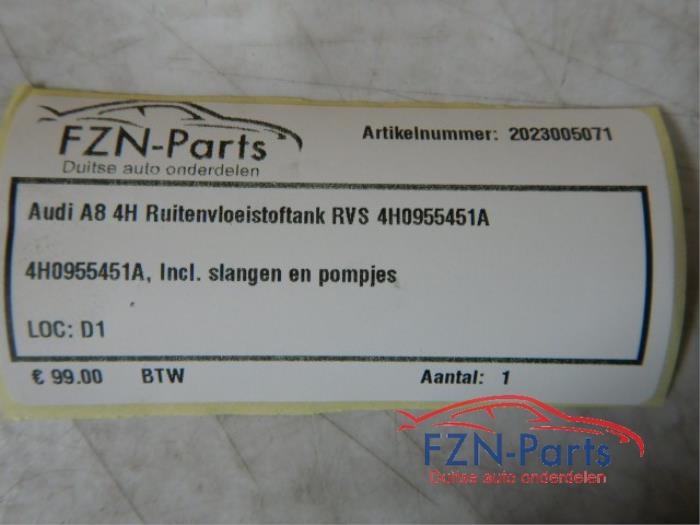 FZN-Parts
Duitse auto onderdelen
Artikelnummer: 2023005071
Audi A8 4H Ruitenvloeistoftank RVS 4H0955451A
4H0955451A, Incl. slangen en pompjes
LOC: D1
€ 99.00 BTW Aantal: 1
FZN-Parts
Duitse auto onderdelen